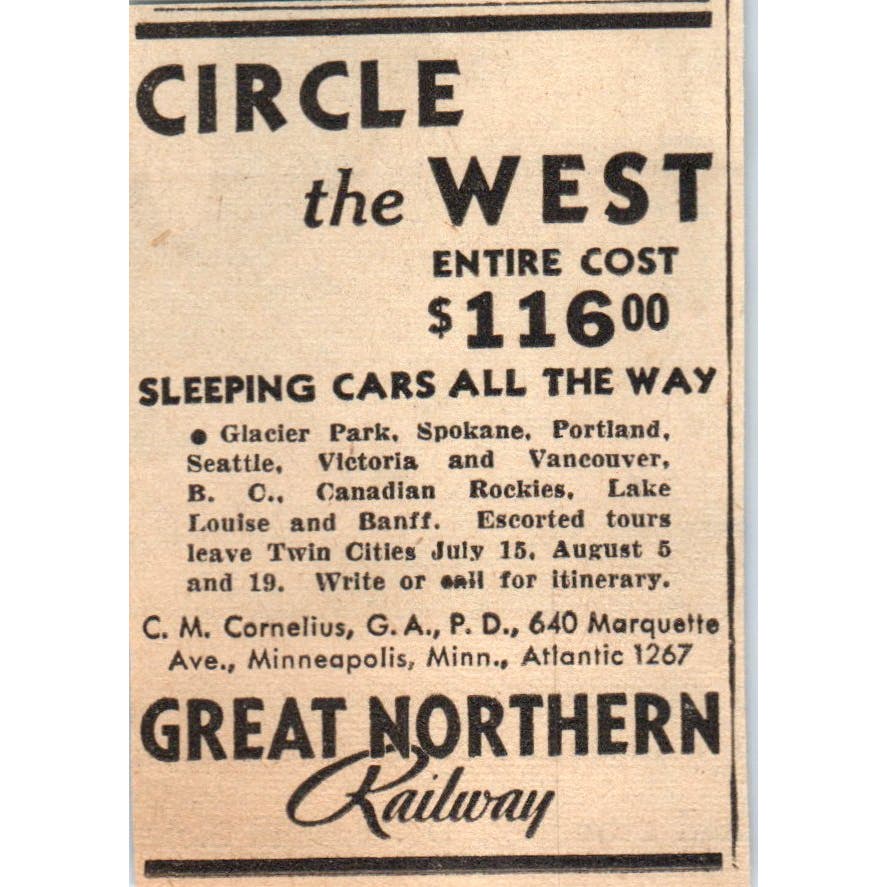 CIRCLE
the WEST
ENTIRE COST
$116 00
SLEEPING CARS ALL THE WAY
● Glacier Park, Spokane, Portland,
Seattle, Victoria and Vancouver,
B. C., Canadian Rockies, Lake
Louise and Banff. Escorted tours
leave Twin Cities July 15, August 5
and 19. Write or call for itinerary.
C. M. Cornelius, G. A., P. D., 640 Marquette
Ave., Minneapolis, Minn., Atlantic 1267
GREAT NORTHERN
Railway